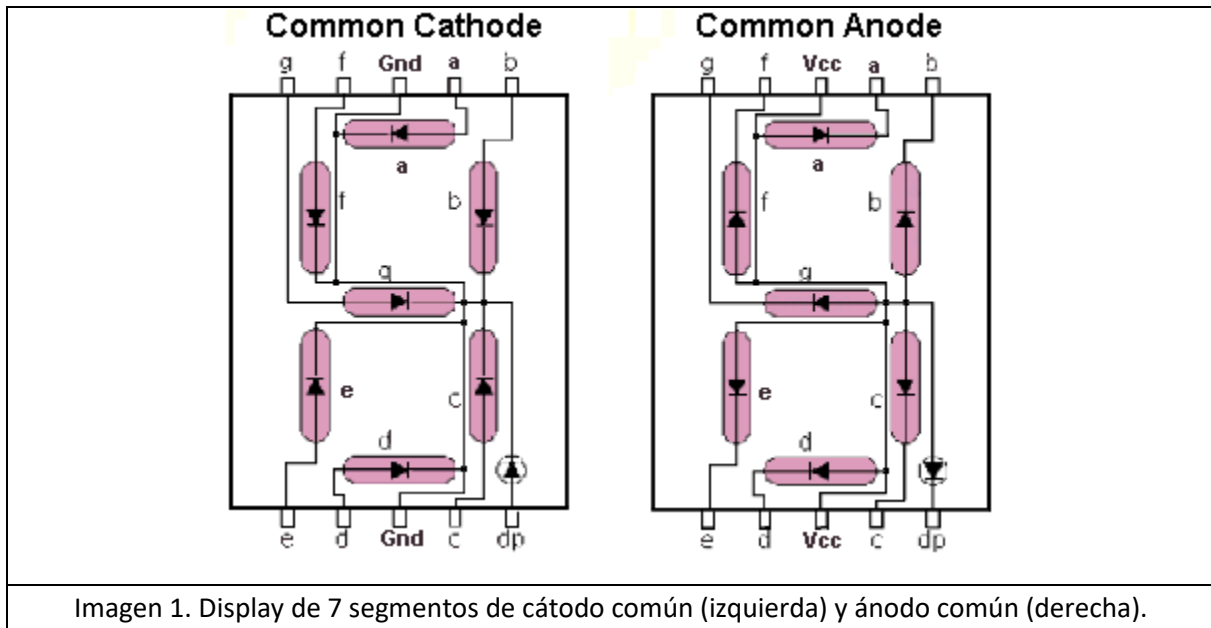 Common Cathode
Common Anode
g f Gnd a b
g f Vcc a b
a
a
f b
f b
g
g
e c
e c
d
d
e d Gnd c dp
e d Vcc c dp
Imagen 1. Display de 7 segmentos de cátodo común (izquierda) y ánodo común (derecha).